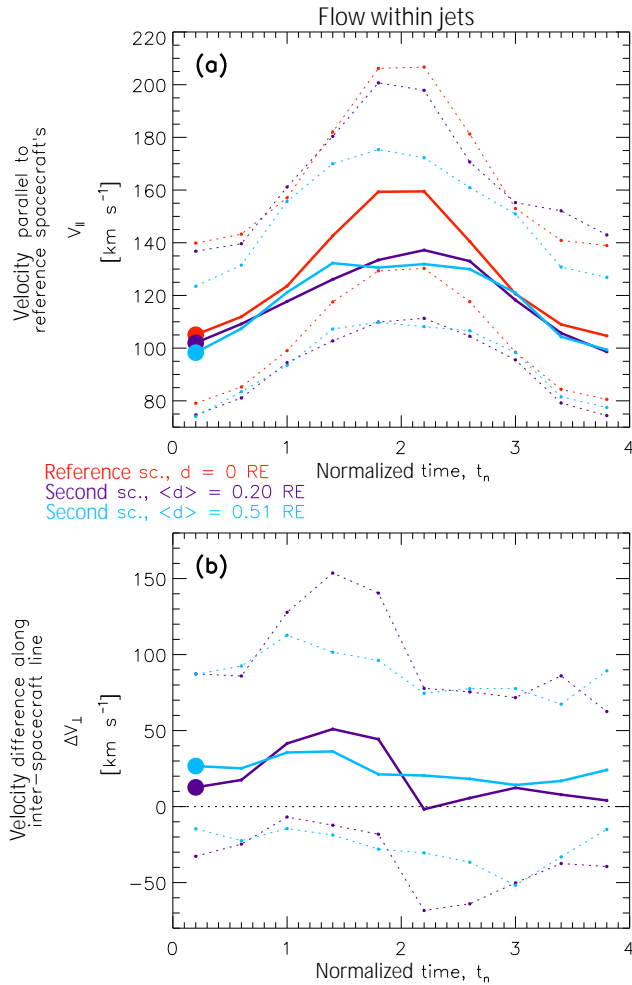 Flow within jets
(a)
220
200
180
160
140
120
100
80
Velocity parallel to
reference spacecraft's
V||
[km s⁻¹]
0 1 2 3 4
Normalized time, tₙ
Reference sc., d = 0 RE
Second sc., <d> = 0.20 RE
Second sc., <d> = 0.51 RE
(b)
150
100
50
0
-50
Velocity difference along
inter-spacecraft line
ΔV⊥
[km s⁻¹]
0 1 2 3 4
Normalized time, tₙ